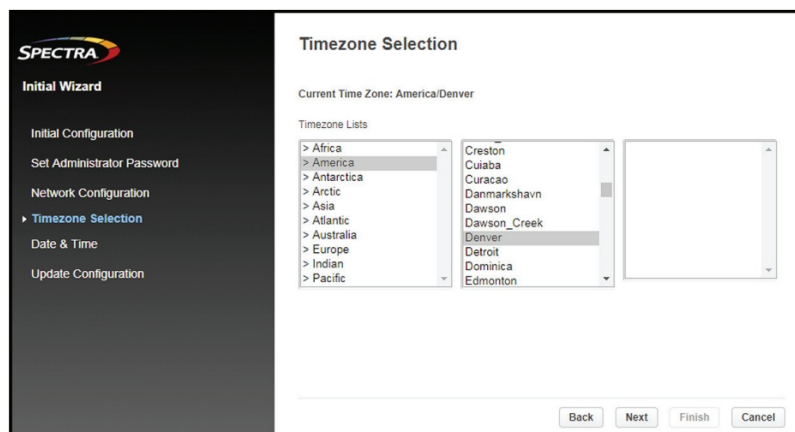 SPECTRA
Initial Wizard
Initial Configuration
Set Administrator Password
Network Configuration
Timezone Selection
Date & Time
Update Configuration
Timezone Selection
Current Time Zone: America/Denver
Timezone Lists
> Africa
> America
> Antarctica
> Arctic
> Asia
> Atlantic
> Australia
> Europe
> Indian
> Pacific
Creston
Cuiaba
Curacao
Danmarkshavn
Dawson
Dawson_Creek
Denver
Detroit
Dominica
Edmonton
Back
Next
Finish
Cancel